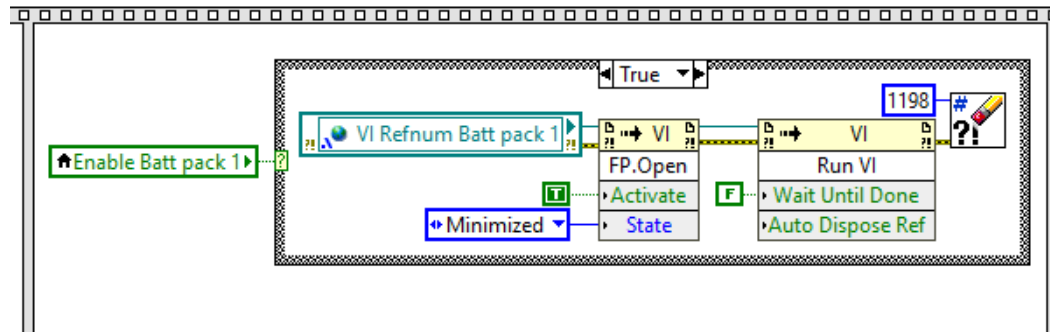 True
1198
#
?!
VI Refnum Batt pack 1
?!
?!
VI
?!
?!
VI
?!
?!
Enable Batt pack 1
?
FP.Open
Run VI
T
Activate
F
Wait Until Done
Minimized
State
Auto Dispose Ref